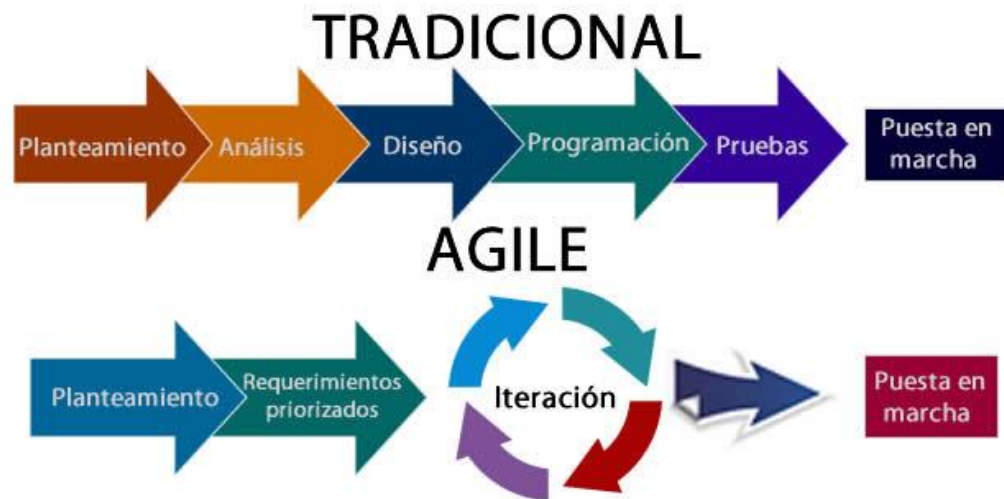 TRADICIONAL
Planteamiento
Análisis
Diseño
Programación
Pruebas
Puesta en
marcha
AGILE
Planteamiento
Requerimientos
priorizados
Iteración
Puesta en
marcha